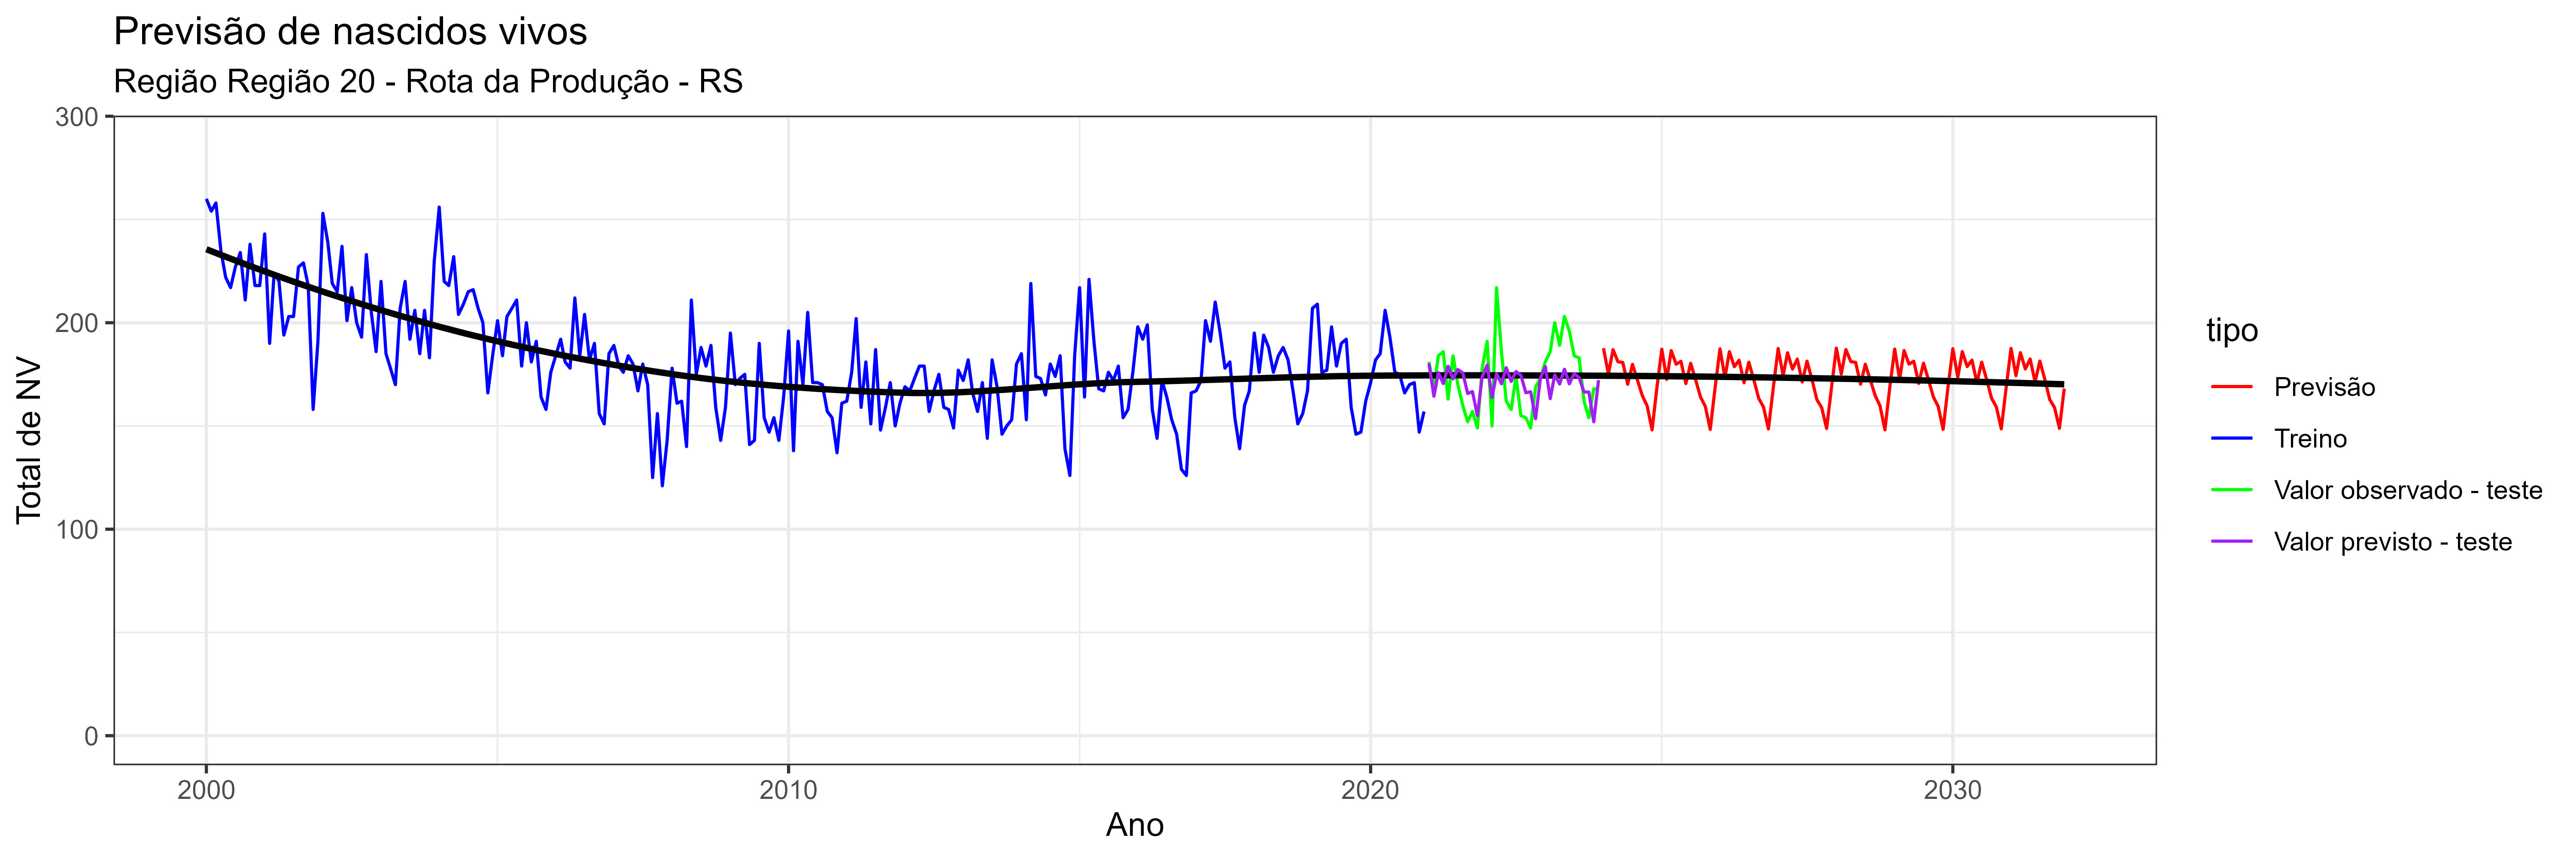 Previsão de nascidos vivos
Região Região 20 - Rota da Produção - RS
Total de NV
300
200
100
0
2000
2010
2020
2030
Ano
tipo
Previsão
Treino
Valor observado - teste
Valor previsto - teste